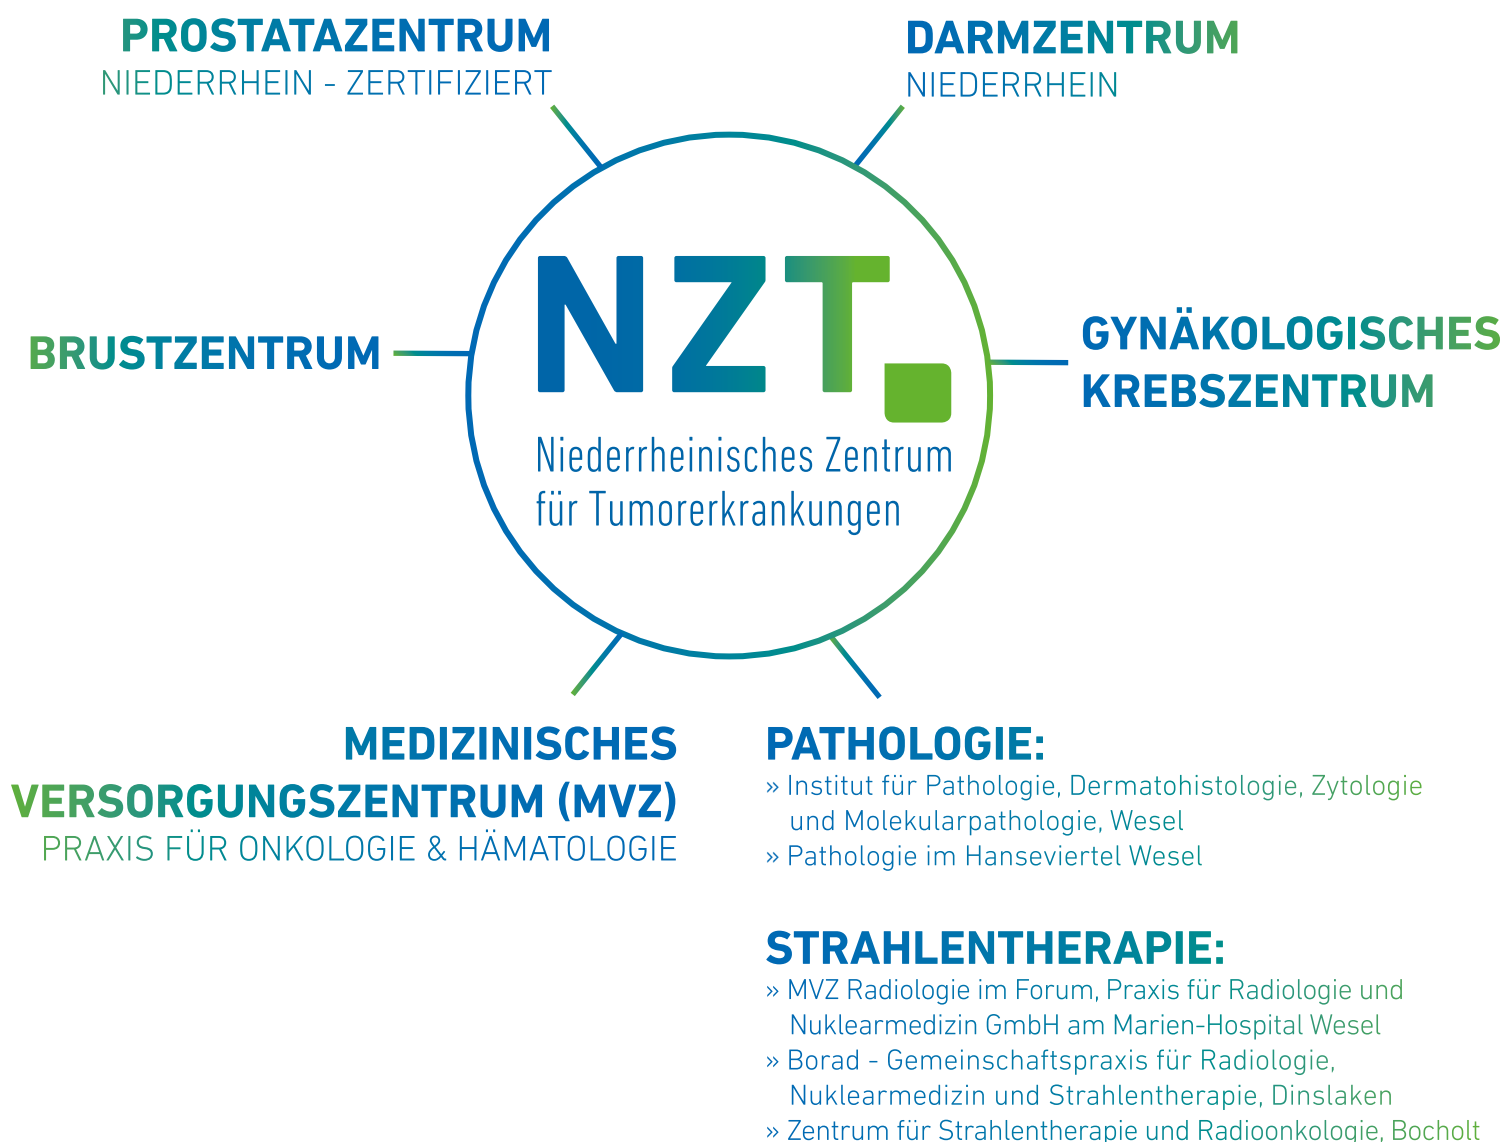 PROSTATAZENTRUM
NIEDERRHEIN - ZERTIFIZIERT
DARMZENTRUM
NIEDERRHEIN
BRUSTZENTRUM
NZT.
Niederrheinisches Zentrum
für Tumorerkrankungen
GYNÄKOLOGISCHES
KREBSZENTRUM
MEDIZINISCHES
VERSORGUNGSZENTRUM (MVZ)
PRAXIS FÜR ONKOLOGIE & HÄMATOLOGIE
PATHOLOGIE:
» Institut für Pathologie, Dermatohistologie, Zytologie
und Molekularpathologie, Wesel
» Pathologie im Hanseviertel Wesel
STRAHLENTHERAPIE:
» MVZ Radiologie im Forum, Praxis für Radiologie und
Nuklearmedizin GmbH am Marien-Hospital Wesel
» Borad - Gemeinschaftspraxis für Radiologie,
Nuklearmedizin und Strahlentherapie, Dinslaken
» Zentrum für Strahlentherapie und Radioonkologie, Bocholt